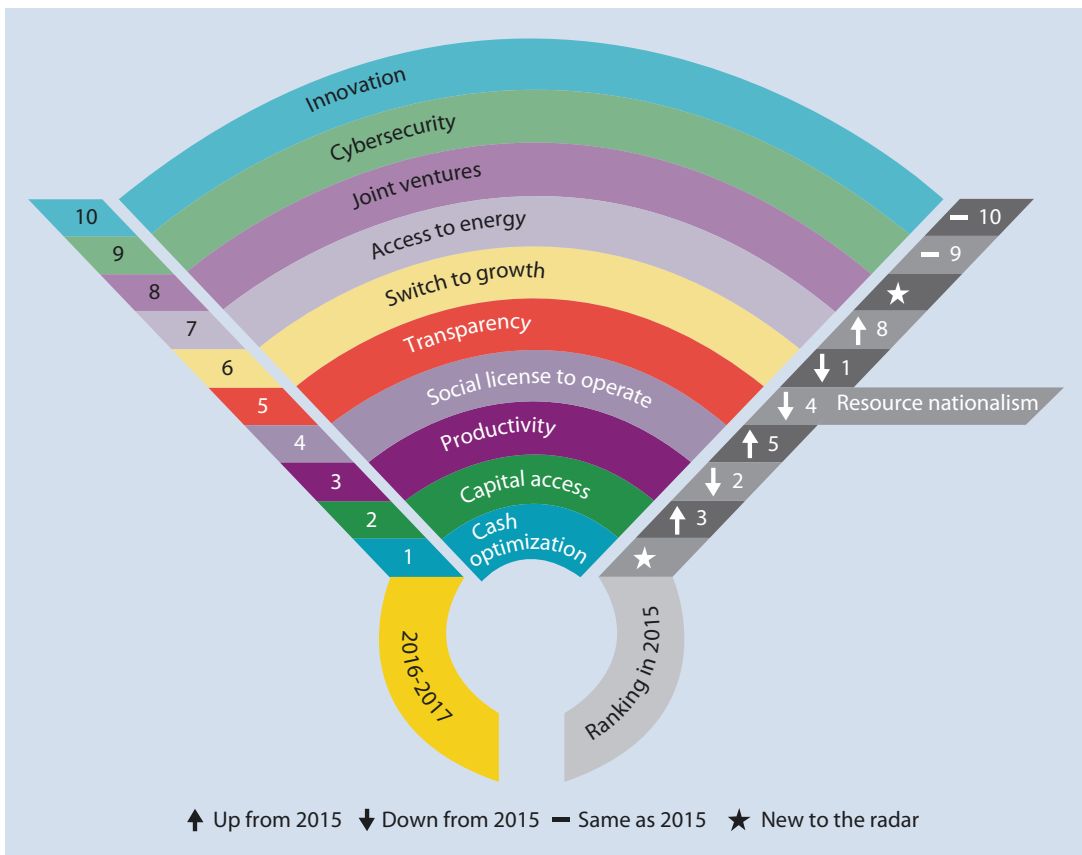 Innovation
Cybersecurity
Joint ventures
Access to energy
Switch to growth
Transparency
Social license to operate
Productivity
Capital access
Cash
optimization
10
9
8
7
6
5
4
3
2
1
10
9
8
1
4 Resource nationalism
5
2
3
2016-2017
Ranking in 2015
Up from 2015 Down from 2015 Same as 2015 New to the radar